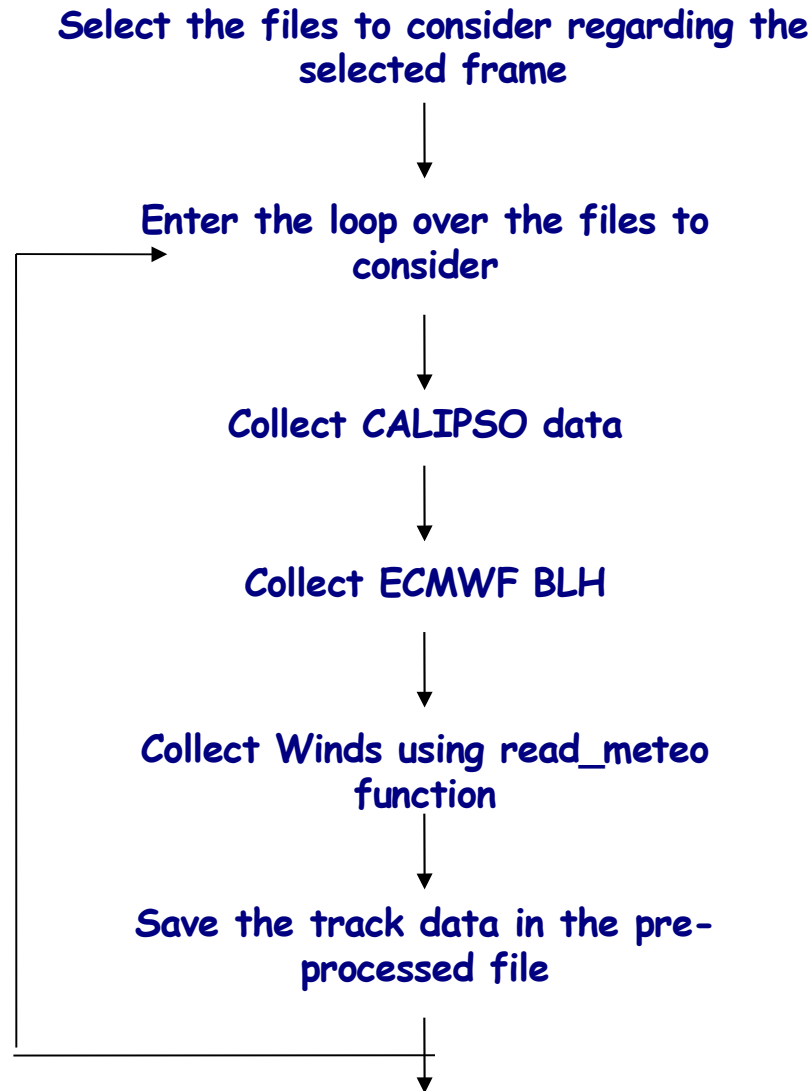 Select the files to consider regarding the
selected frame
Enter the loop over the files to
consider
Collect CALIPSO data
Collect ECMWF BLH
Collect Winds using read_meteo
function
Save the track data in the pre-
processed file